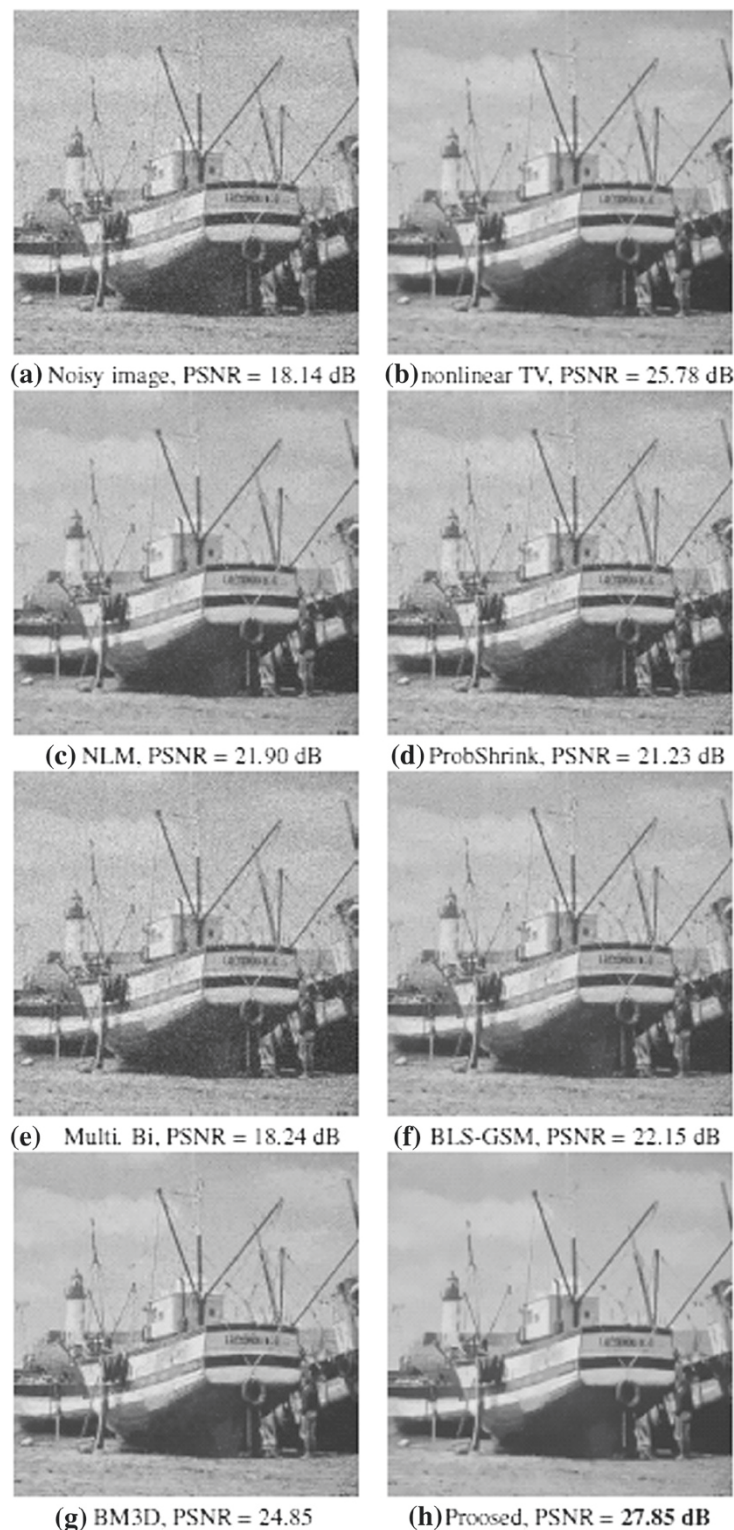 (a) Noisy image, PSNR = 18.14 dB
(b) nonlinear TV, PSNR = 25.78 dB
(c) NLM, PSNR = 21.90 dB
(d) ProbShrink, PSNR = 21.23 dB
(e) Multi. Bi, PSNR = 18.24 dB
(f) BLS-GSM, PSNR = 22.15 dB
(g) BM3D, PSNR = 24.85
(h) Proosed, PSNR = 27.85 dB